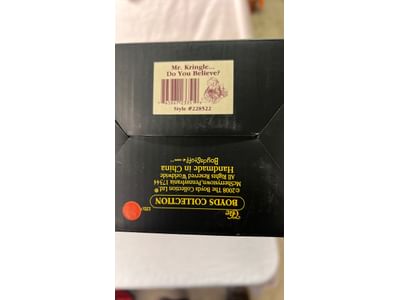 Mr. Kringle...
Do You Believe?
Style #228522
The
BOYDS COLLECTION
LTD.
©2008 The Boyds Collection Ltd.
McSherrystown, Pennsylvania 17344
All Rights Reserved Worldwide
Handmade in China